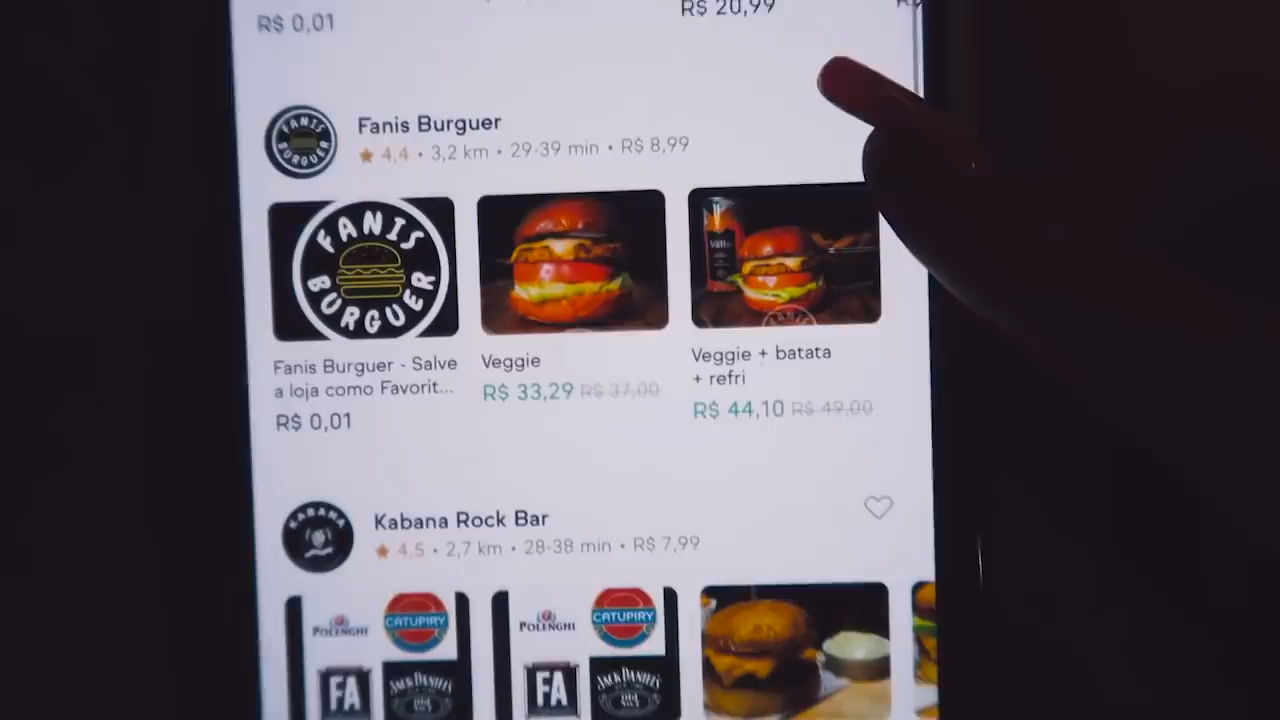 R$ 0,01
R$ 20,99
R$
FANIS
BURGUER
Fanis Burguer
4,4 • 3,2 km • 29-39 min • R$ 8,99
FANIS
BURGUER
Fanis Burguer - Salve
a loja como Favorit...
R$ 0,01
Veggie
R$ 33,29 R$ 37,00
Veggie + batata
+ refri
R$ 44,10 R$ 49,00
KABANA
Kabana Rock Bar
4,5 • 2,7 km • 28-38 min • R$ 7,99
POLENGHI
CATUPIRY
FA
JACK DANIEL'S
POLENGHI
CATUPIRY
FA
JACK DANIEL'S